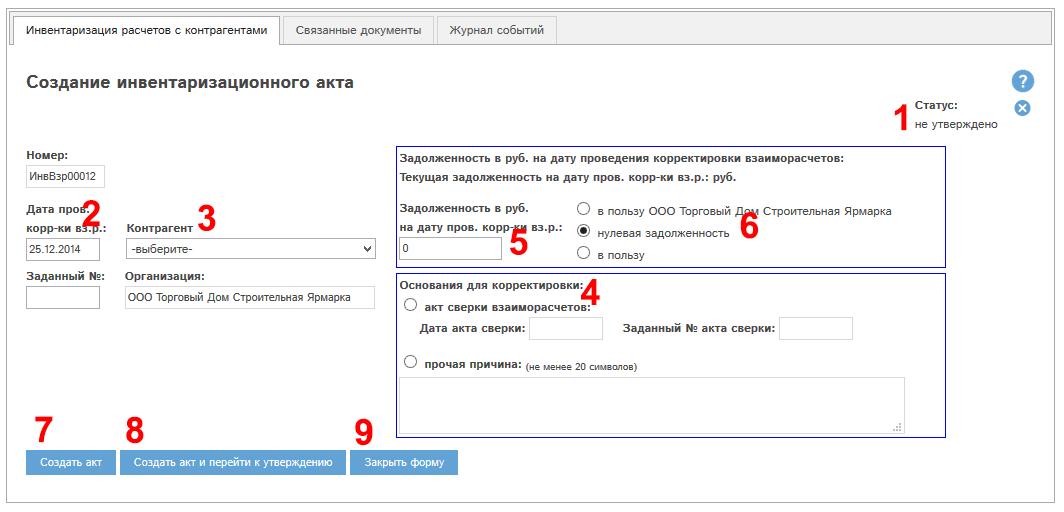 Инвентаризация расчетов с контрагентами
Связанные документы
Журнал событий
Создание инвентаризационного акта
?
1
Статус:
не утверждено
Номер:
ИнвВзр00012
Дата пров.
корр-ки вз.р.:
2
25.12.2014
3
Контрагент
-выберите-
Заданный №:
Организация:
ООО Торговый Дом Строительная Ярмарка
Задолженность в руб. на дату проведения корректировки взаиморасчетов:
Текущая задолженность на дату пров. корр-ки вз.р.: руб.
Задолженность в руб.
на дату пров. корр-ки вз.р.:
0
5
в пользу ООО Торговый Дом Строительная Ярмарка
нулевая задолженность
6
в пользу
Основания для корректировки:
4
акт сверки взаиморасчетов:
Дата акта сверки:
Заданный № акта сверки:
прочая причина: (не менее 20 символов)
7
8
9
Создать акт
Создать акт и перейти к утверждению
Закрыть форму